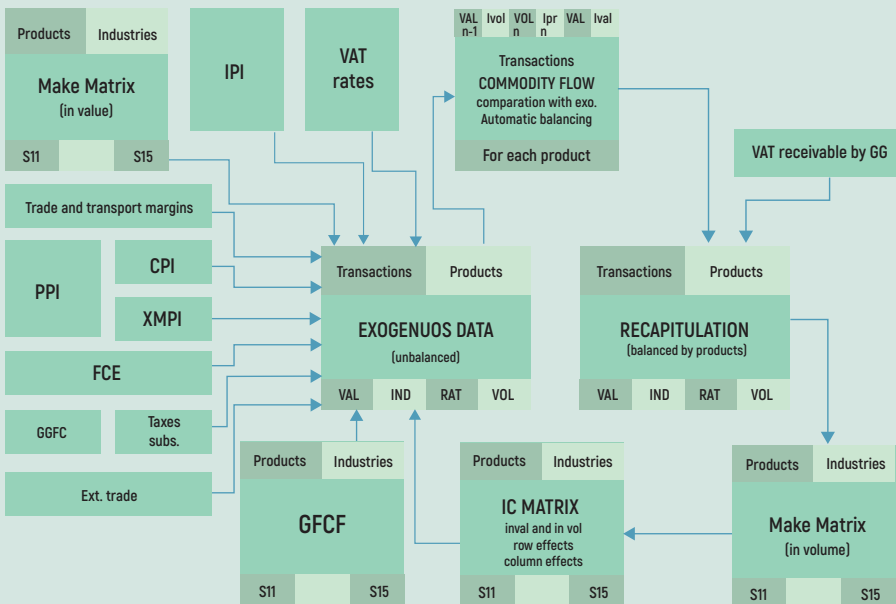 Products Industries
Make Matrix
(in value)
S11 S15
IPI
VAT
rates
VAL
n-1
Ivol
VOL
n
Ipr
n
VAL
Ival
Transactions
COMMODITY FLOW
comparation with exo.
Automatic balancing
For each product
VAT receivable by GG
Trade and transport margins
PPI
CPI
XMPI
FCE
GGFC
Taxes
subs.
Ext. trade
Transactions Products
EXOGENUOS DATA
(unbalanced)
VAL IND RAT VOL
Transactions Products
RECAPITULATION
(balanced by products)
VAL IND RAT VOL
Products Industries
GFCF
S11 S15
Products Industries
IC MATRIX
inval and in vol
row effects
column effects
S11 S15
Products Industries
Make Matrix
(in volume)
S11 S15